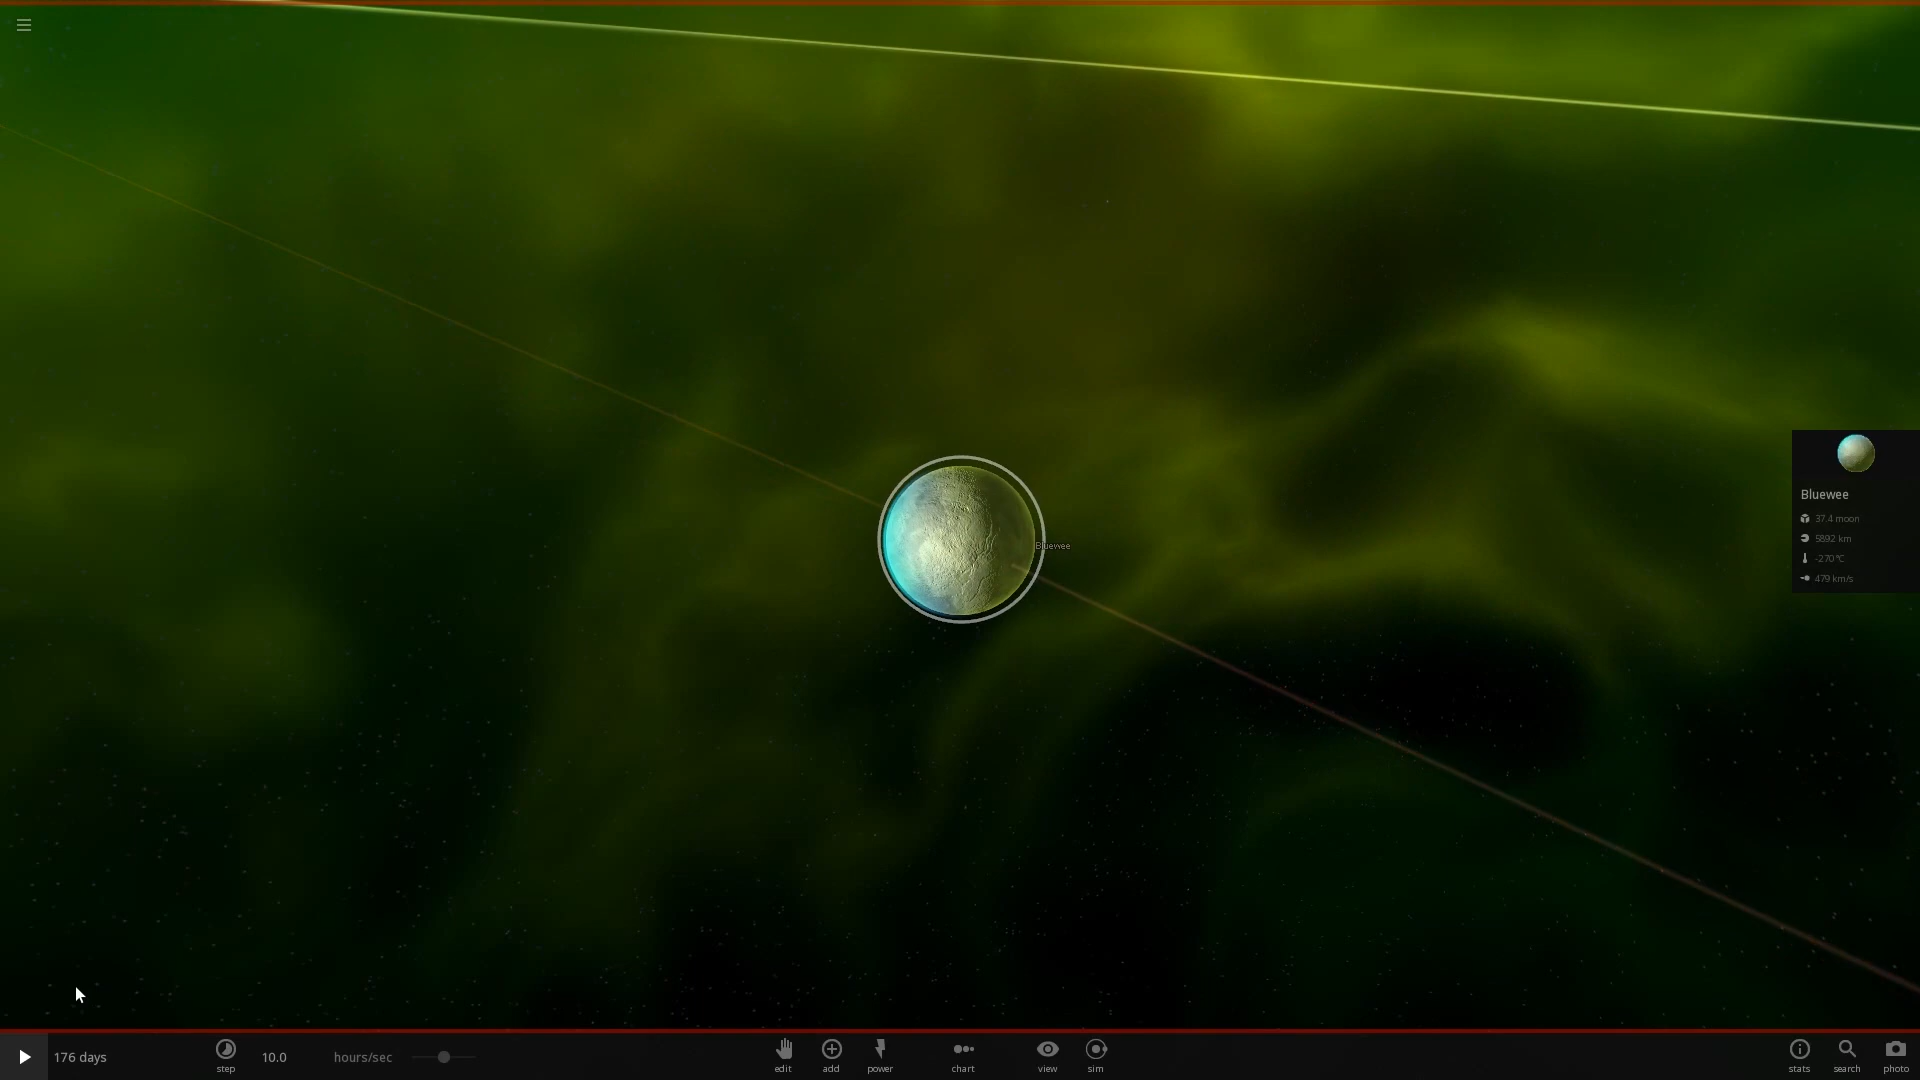 Bluewee
Bluewee
37.4 moon
5892 km
-270 °C
479 km/s
176 days
step
10.0
hours/sec
edit
add
power
chart
view
sim
stats
search
photo